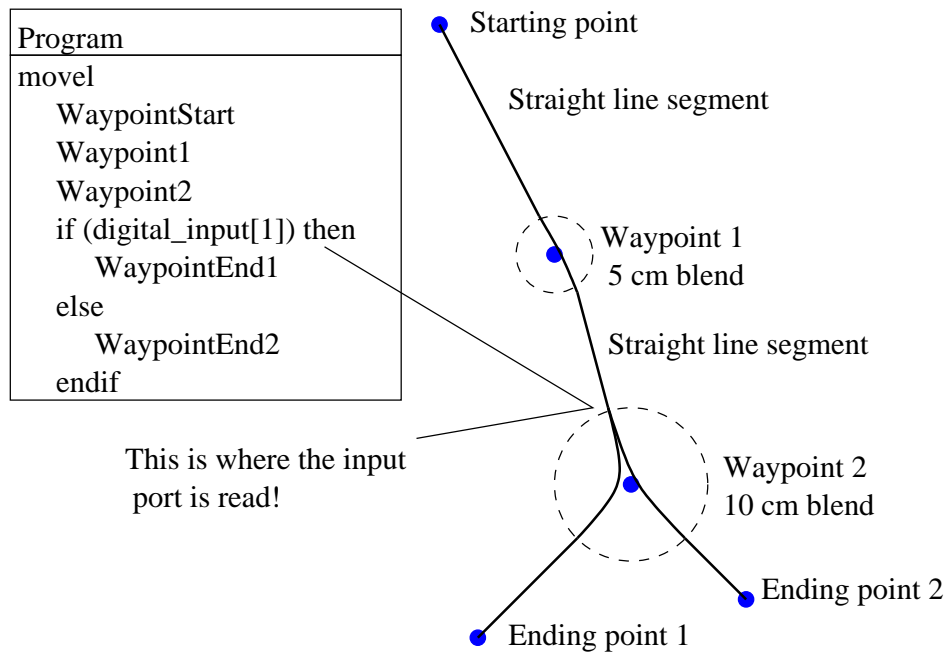 Program
movel
WaypointStart
Waypoint1
Waypoint2
if (digital_input[1]) then
WaypointEnd1
else
WaypointEnd2
endif
Starting point
Straight line segment
Waypoint 1
5 cm blend
Straight line segment
This is where the input
port is read!
Waypoint 2
10 cm blend
Ending point 2
Ending point 1